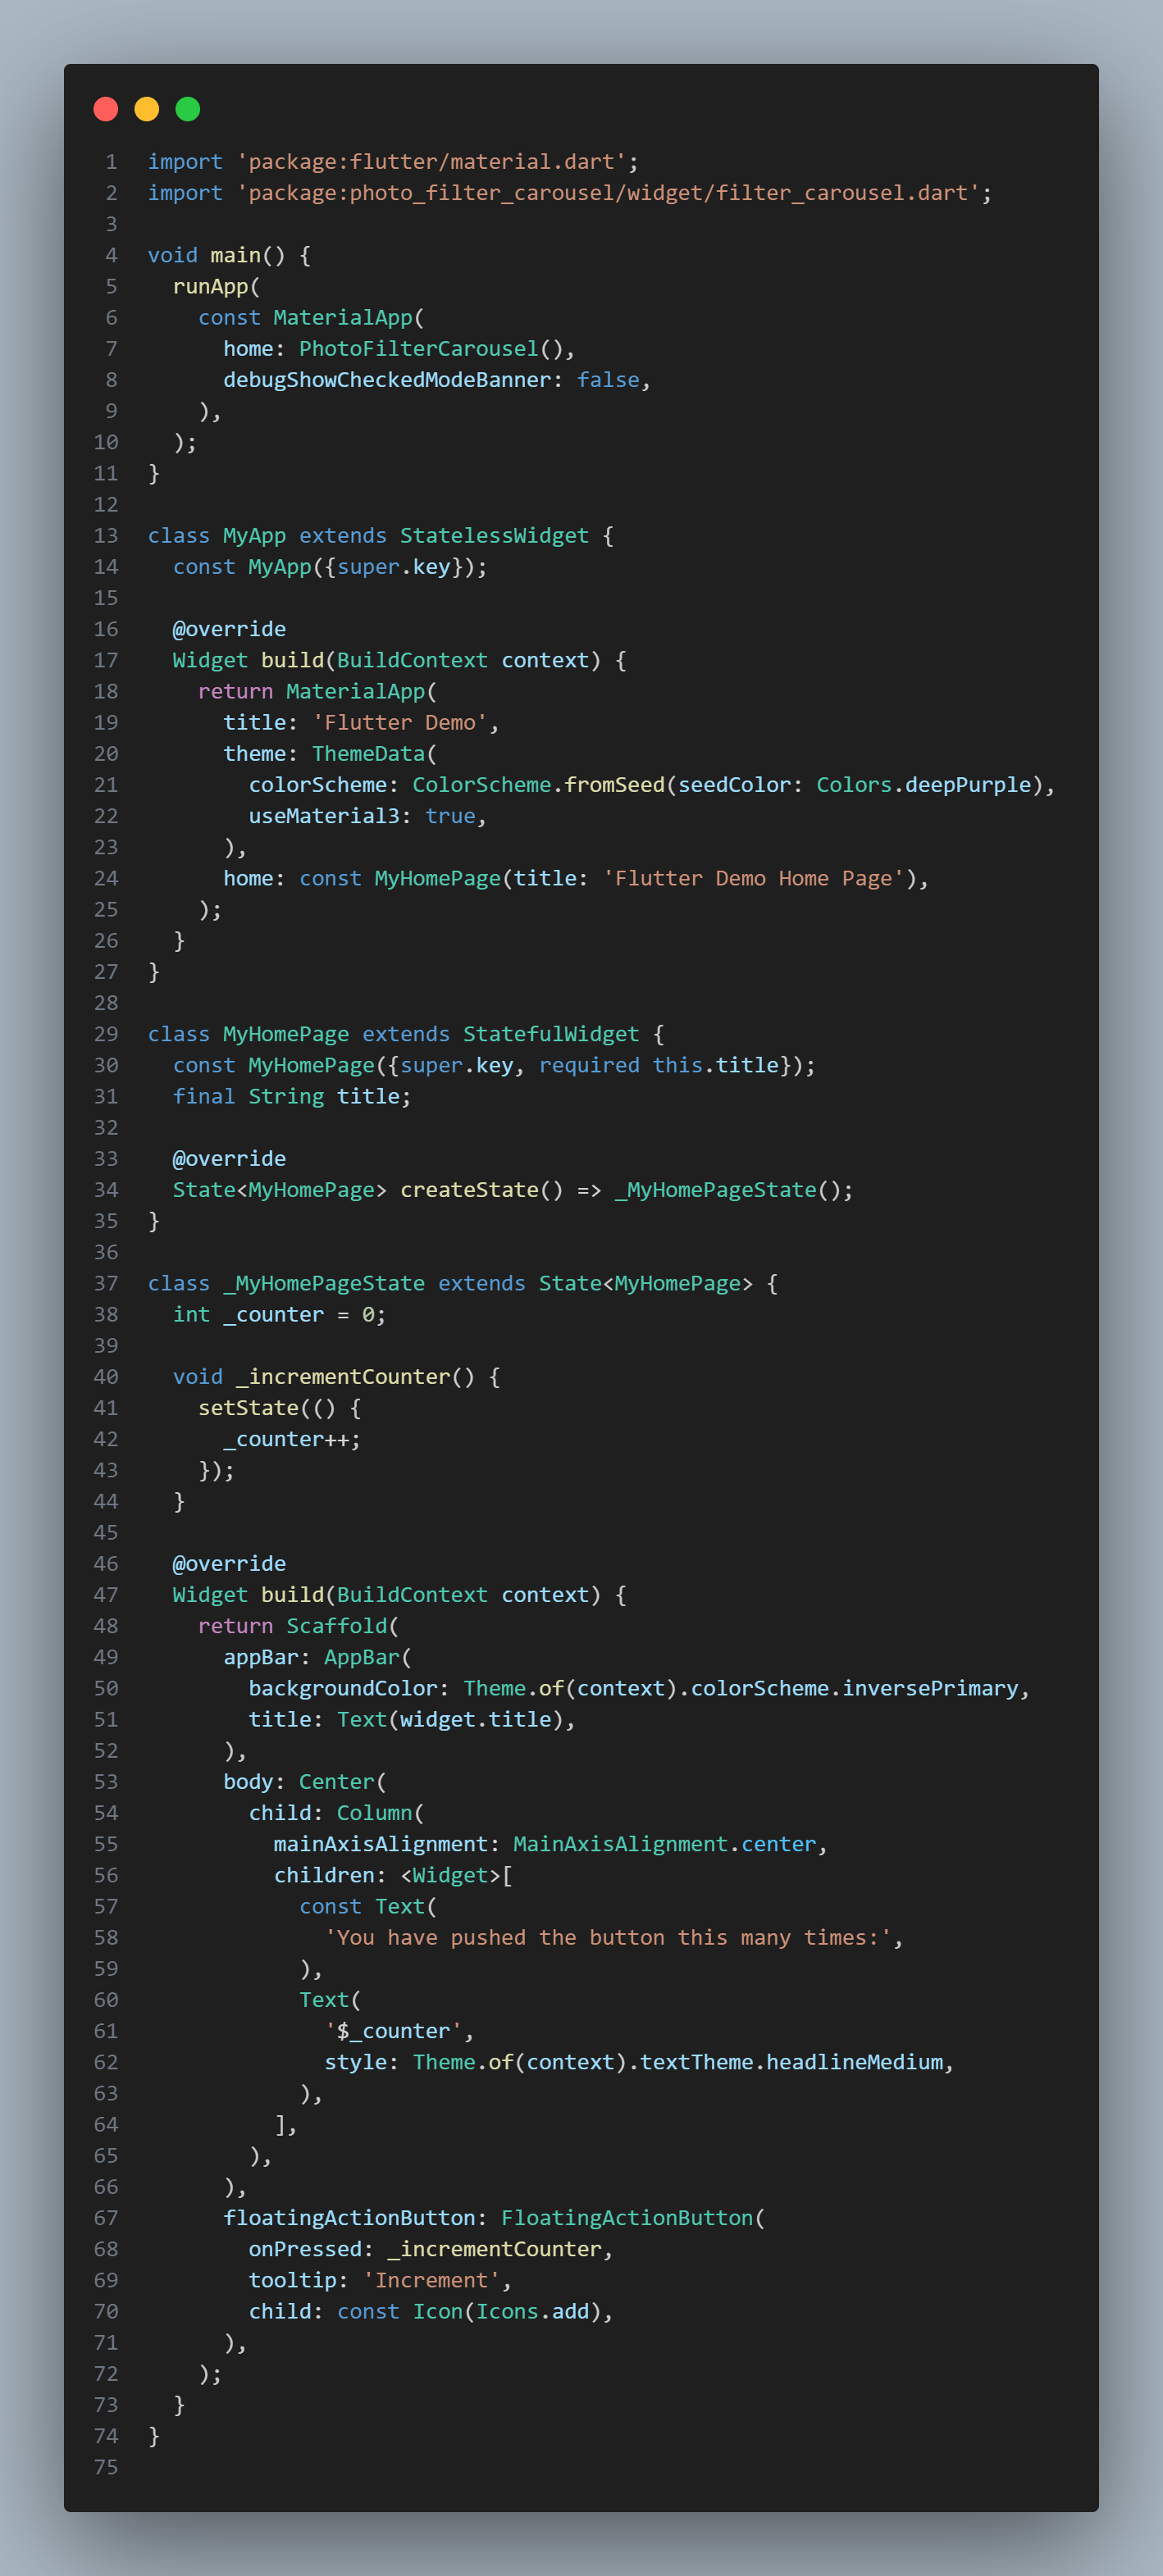 1 import 'package:flutter/material.dart';
2 import 'package:photo_filter_carousel/widget/filter_carousel.dart';
3
4 void main() {
5   runApp(
6     const MaterialApp(
7       home: PhotoFilterCarousel(),
8       debugShowCheckedModeBanner: false,
9     ),
10   );
11 }
12
13 class MyApp extends StatelessWidget {
14   const MyApp({super.key});
15
16   @override
17   Widget build(BuildContext context) {
18     return MaterialApp(
19       title: 'Flutter Demo',
20       theme: ThemeData(
21         colorScheme: ColorScheme.fromSeed(seedColor: Colors.deepPurple),
22         useMaterial3: true,
23       ),
24       home: const MyHomePage(title: 'Flutter Demo Home Page'),
25     );
26   }
27 }
28
29 class MyHomePage extends StatefulWidget {
30   const MyHomePage({super.key, required this.title});
31   final String title;
32
33   @override
34   State<MyHomePage> createState() => _MyHomePageState();
35 }
36
37 class _MyHomePageState extends State<MyHomePage> {
38   int _counter = 0;
39
40   void _incrementCounter() {
41     setState(() {
42       _counter++;
43     });
44   }
45
46   @override
47   Widget build(BuildContext context) {
48     return Scaffold(
49       appBar: AppBar(
50         backgroundColor: Theme.of(context).colorScheme.inversePrimary,
51         title: Text(widget.title),
52       ),
53       body: Center(
54         child: Column(
55           mainAxisAlignment: MainAxisAlignment.center,
56           children: <Widget>[
57             const Text(
58               'You have pushed the button this many times:',
59             ),
60             Text(
61               '$_counter',
62               style: Theme.of(context).textTheme.headlineMedium,
63             ),
64           ],
65         ),
66       ),
67       floatingActionButton: FloatingActionButton(
68         onPressed: _incrementCounter,
69         tooltip: 'Increment',
70         child: const Icon(Icons.add),
71       ),
72     );
73   }
74 }
75